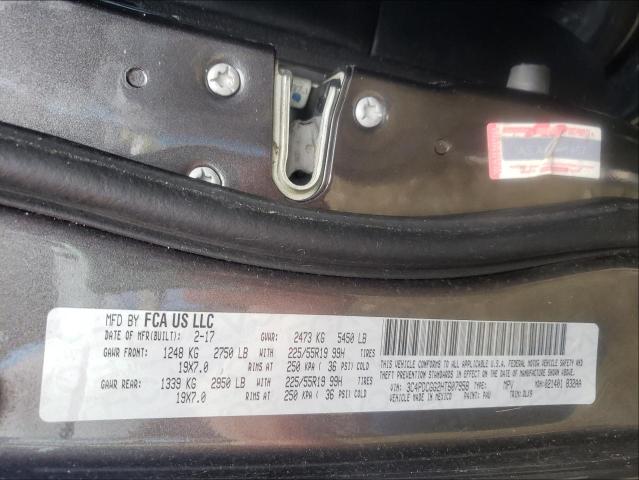 MFD BY FCA US LLC
DATE OF MFR(BUILT): 2-17 GVWR: 2473 KG 5450 LB
GAWR FRONT: 1248 KG 2750 LB WITH 225/55R19 99H TIRES
19X7.0 RIMS AT 250 KPA ( 36 PSI) COLD
GAWR REAR: 1339 KG 2950 LB WITH 225/55R19 99H TIRES
19X7.0 RIMS AT 250 KPA ( 36 PSI) COLD
THIS VEHICLE CONFORMS TO ALL APPLICABLE U.S.A. FEDERAL MOTOR VEHICLE SAFETY,
BUMPER AND THEFT PREVENTION STANDARDS IN EFFECT ON THE DATE OF MANUFACTURE SHOWN ABOVE.
VIN: TYPE: MPV MDH:
VEHICLE MADE IN MEXICO PAINT: PAU TRIM: